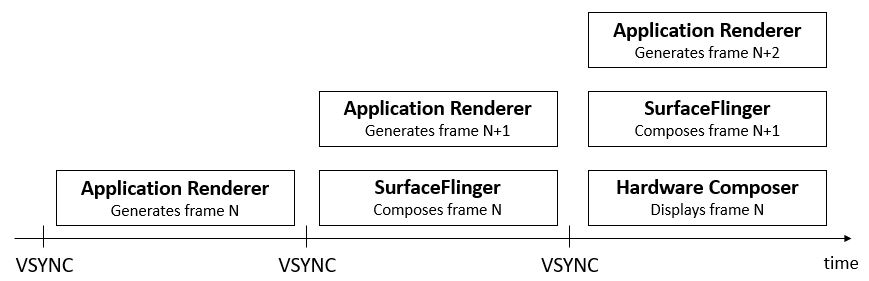 Application Renderer
Generates frame N+2
Application Renderer
Generates frame N+1
SurfaceFlinger
Composes frame N+1
Application Renderer
Generates frame N
SurfaceFlinger
Composes frame N
Hardware Composer
Displays frame N
VSYNC
VSYNC
VSYNC
time